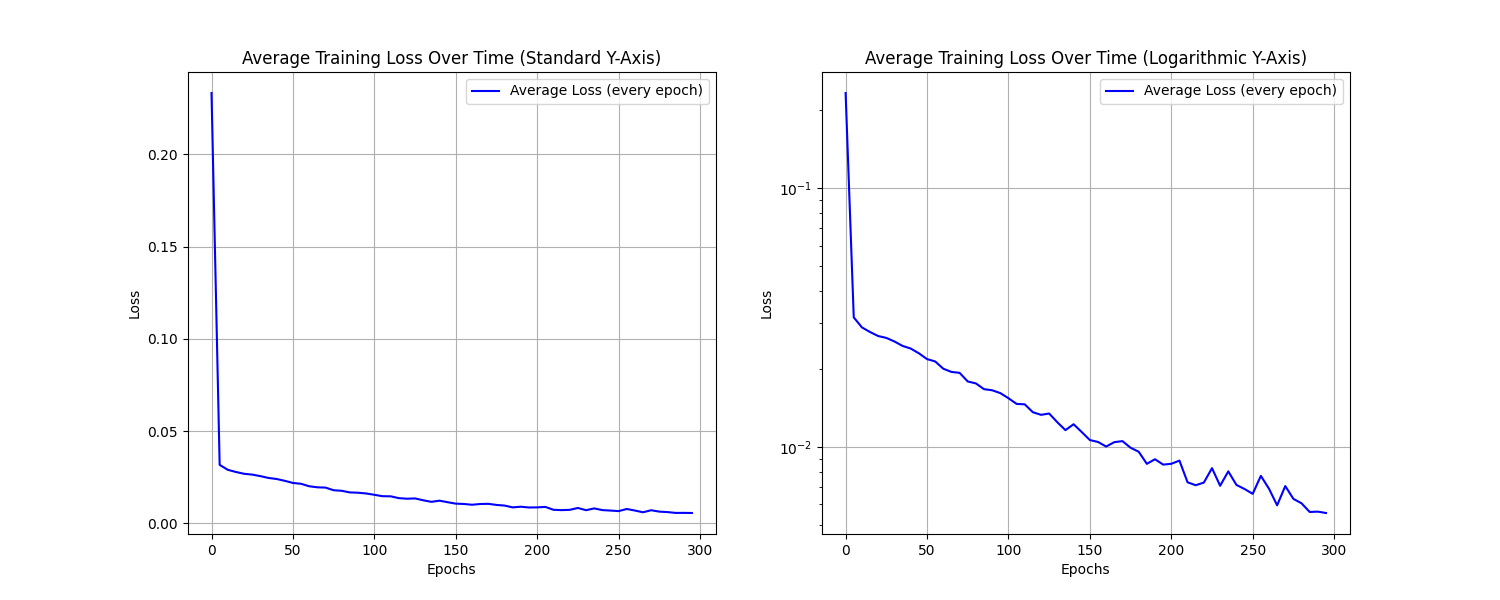 Average Training Loss Over Time (Standard Y-Axis)
Average Loss (every epoch)
Loss
0.20
0.15
0.10
0.05
0.00
0 50 100 150 200 250 300
Epochs
Average Training Loss Over Time (Logarithmic Y-Axis)
Average Loss (every epoch)
Loss
10⁻¹
10⁻²
0 50 100 150 200 250 300
Epochs